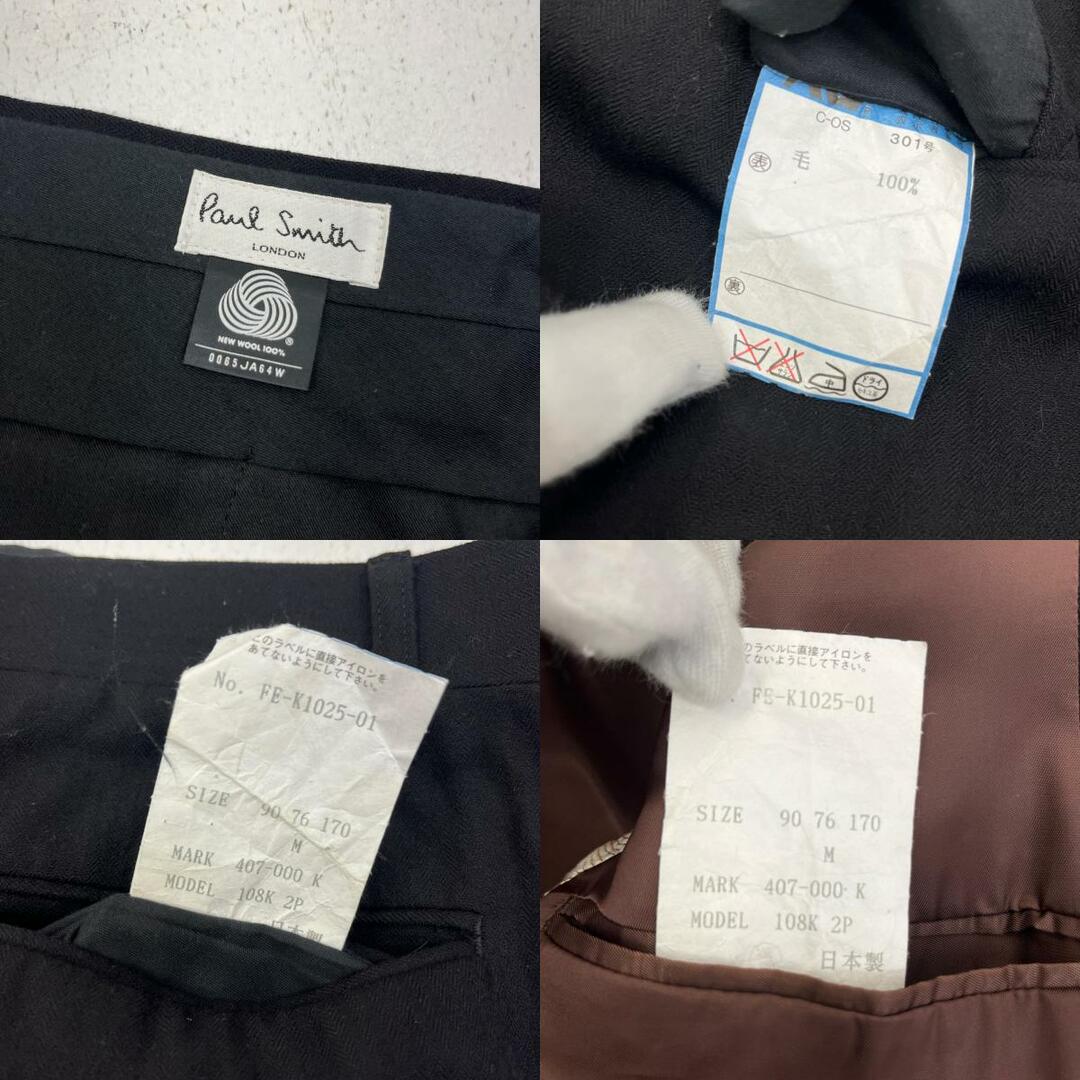 Paul Smith
LONDON
NEW WOOL 100%
0065JA64W
C-OS 301号
表 毛 100%
裏
中
ドライ
このラベルに直接アイロンを
あてないようにして下さい。
No. FE-K1025-01
SIZE 90 76 170
M
MARK 407-000 K
MODEL 108K 2P
日本製
のラベルに直接アイロンを
てないようにして下さい。
. FE-K1025-01
SIZE 90 76 170
M
MARK 407-000 K
MODEL 108K 2P
日本製